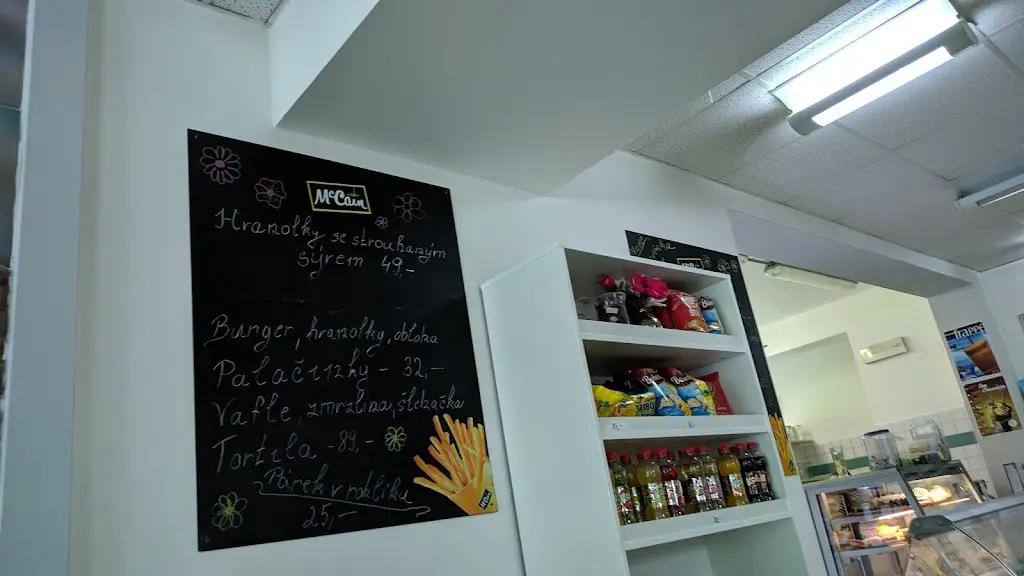 McCain
Hranolky se strouhaným
sýrem 49,-
Burger, hranolky, obloha
Palačinky - 32,-
Vafle, zmrzlina, šlehačka
Tortila - 89,-
Párek v rohlíku
25,-
frappé